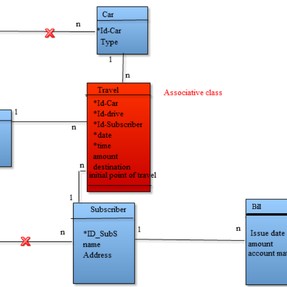 Car
n
*Id-Car
Type
1
n
Travel
Associative class
*Id-Car
*Id-drive
*Id-Subscriber
*date
*time
amount
destination
initial point of travel
1
n
n
1
Subscriber
*ID_SubS
name
Address
n
1
n
Bill
Issue date
amount
account ma